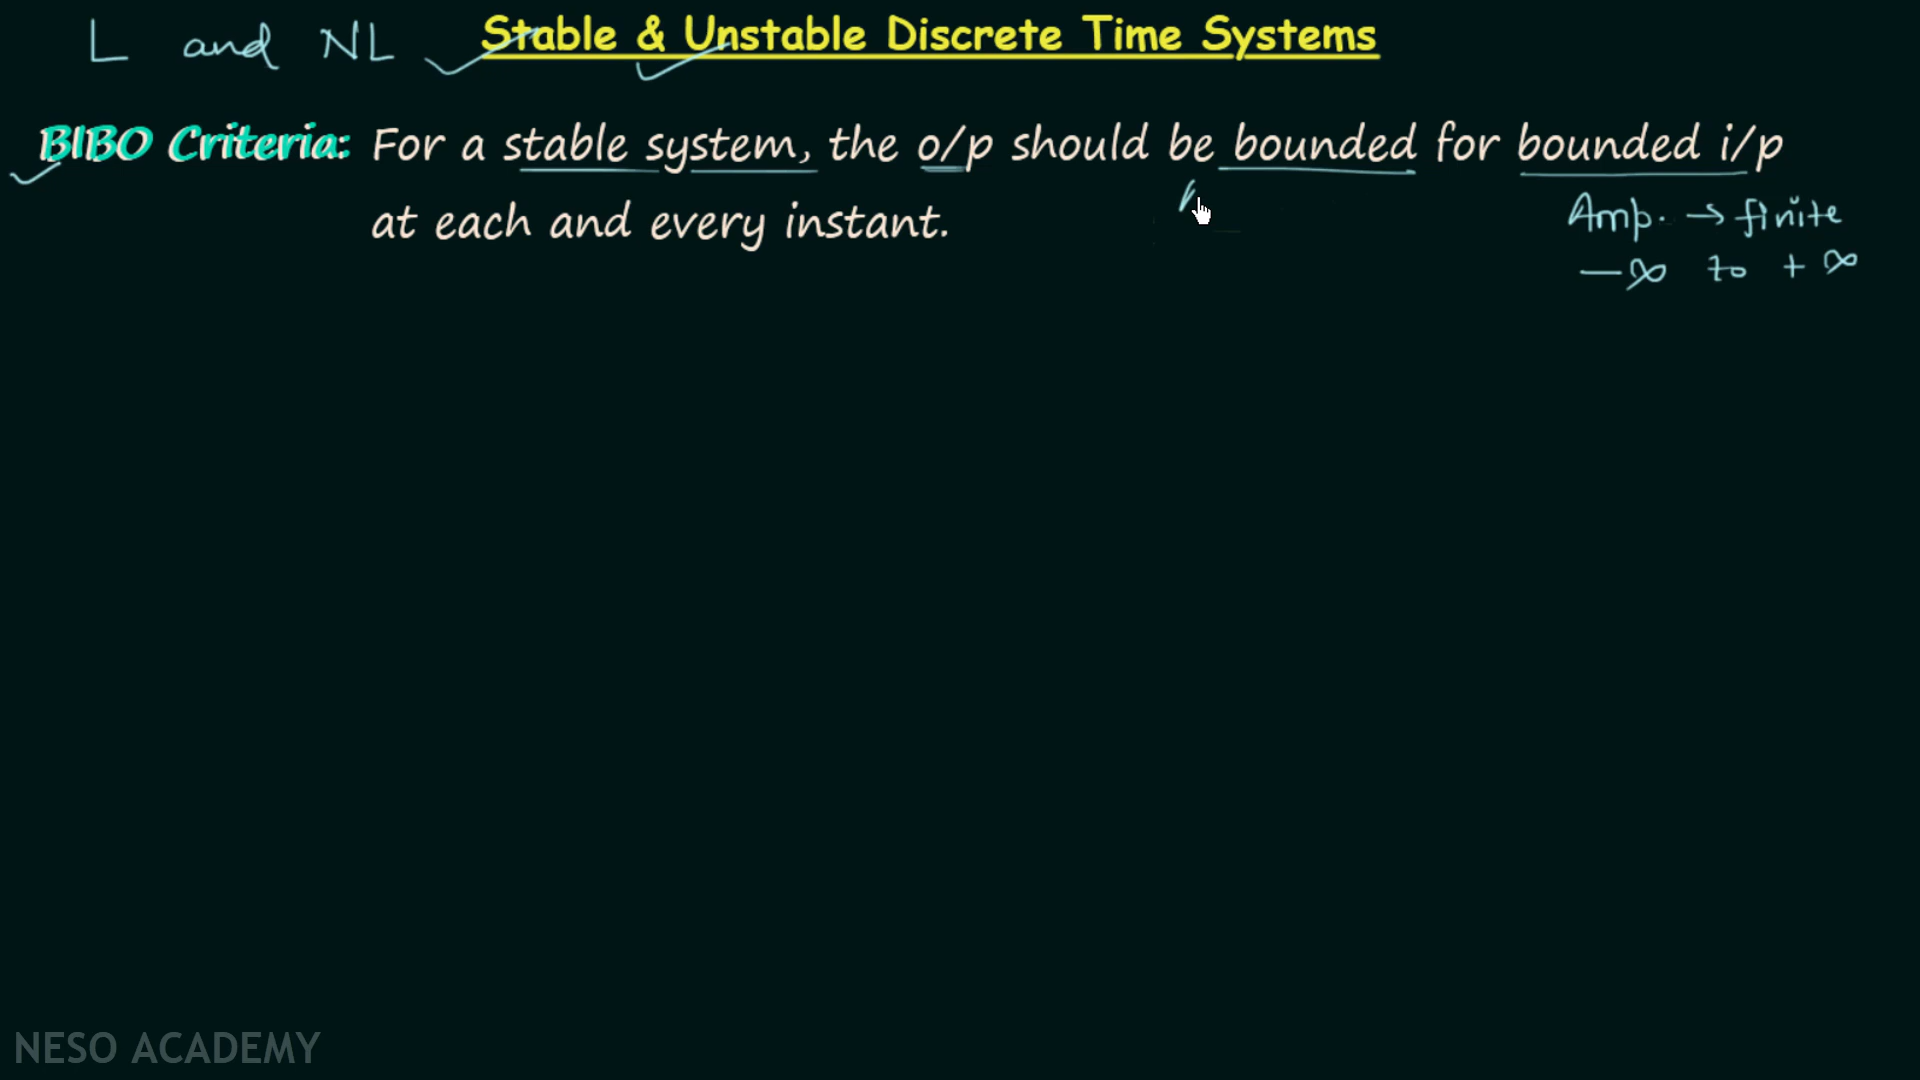 L and NL Stable & Unstable Discrete Time Systems
BIBO Criteria: For a stable system, the o/p should be bounded for bounded i/p
at each and every instant.
Amp. → finite
-∞ to + ∞
NESO ACADEMY